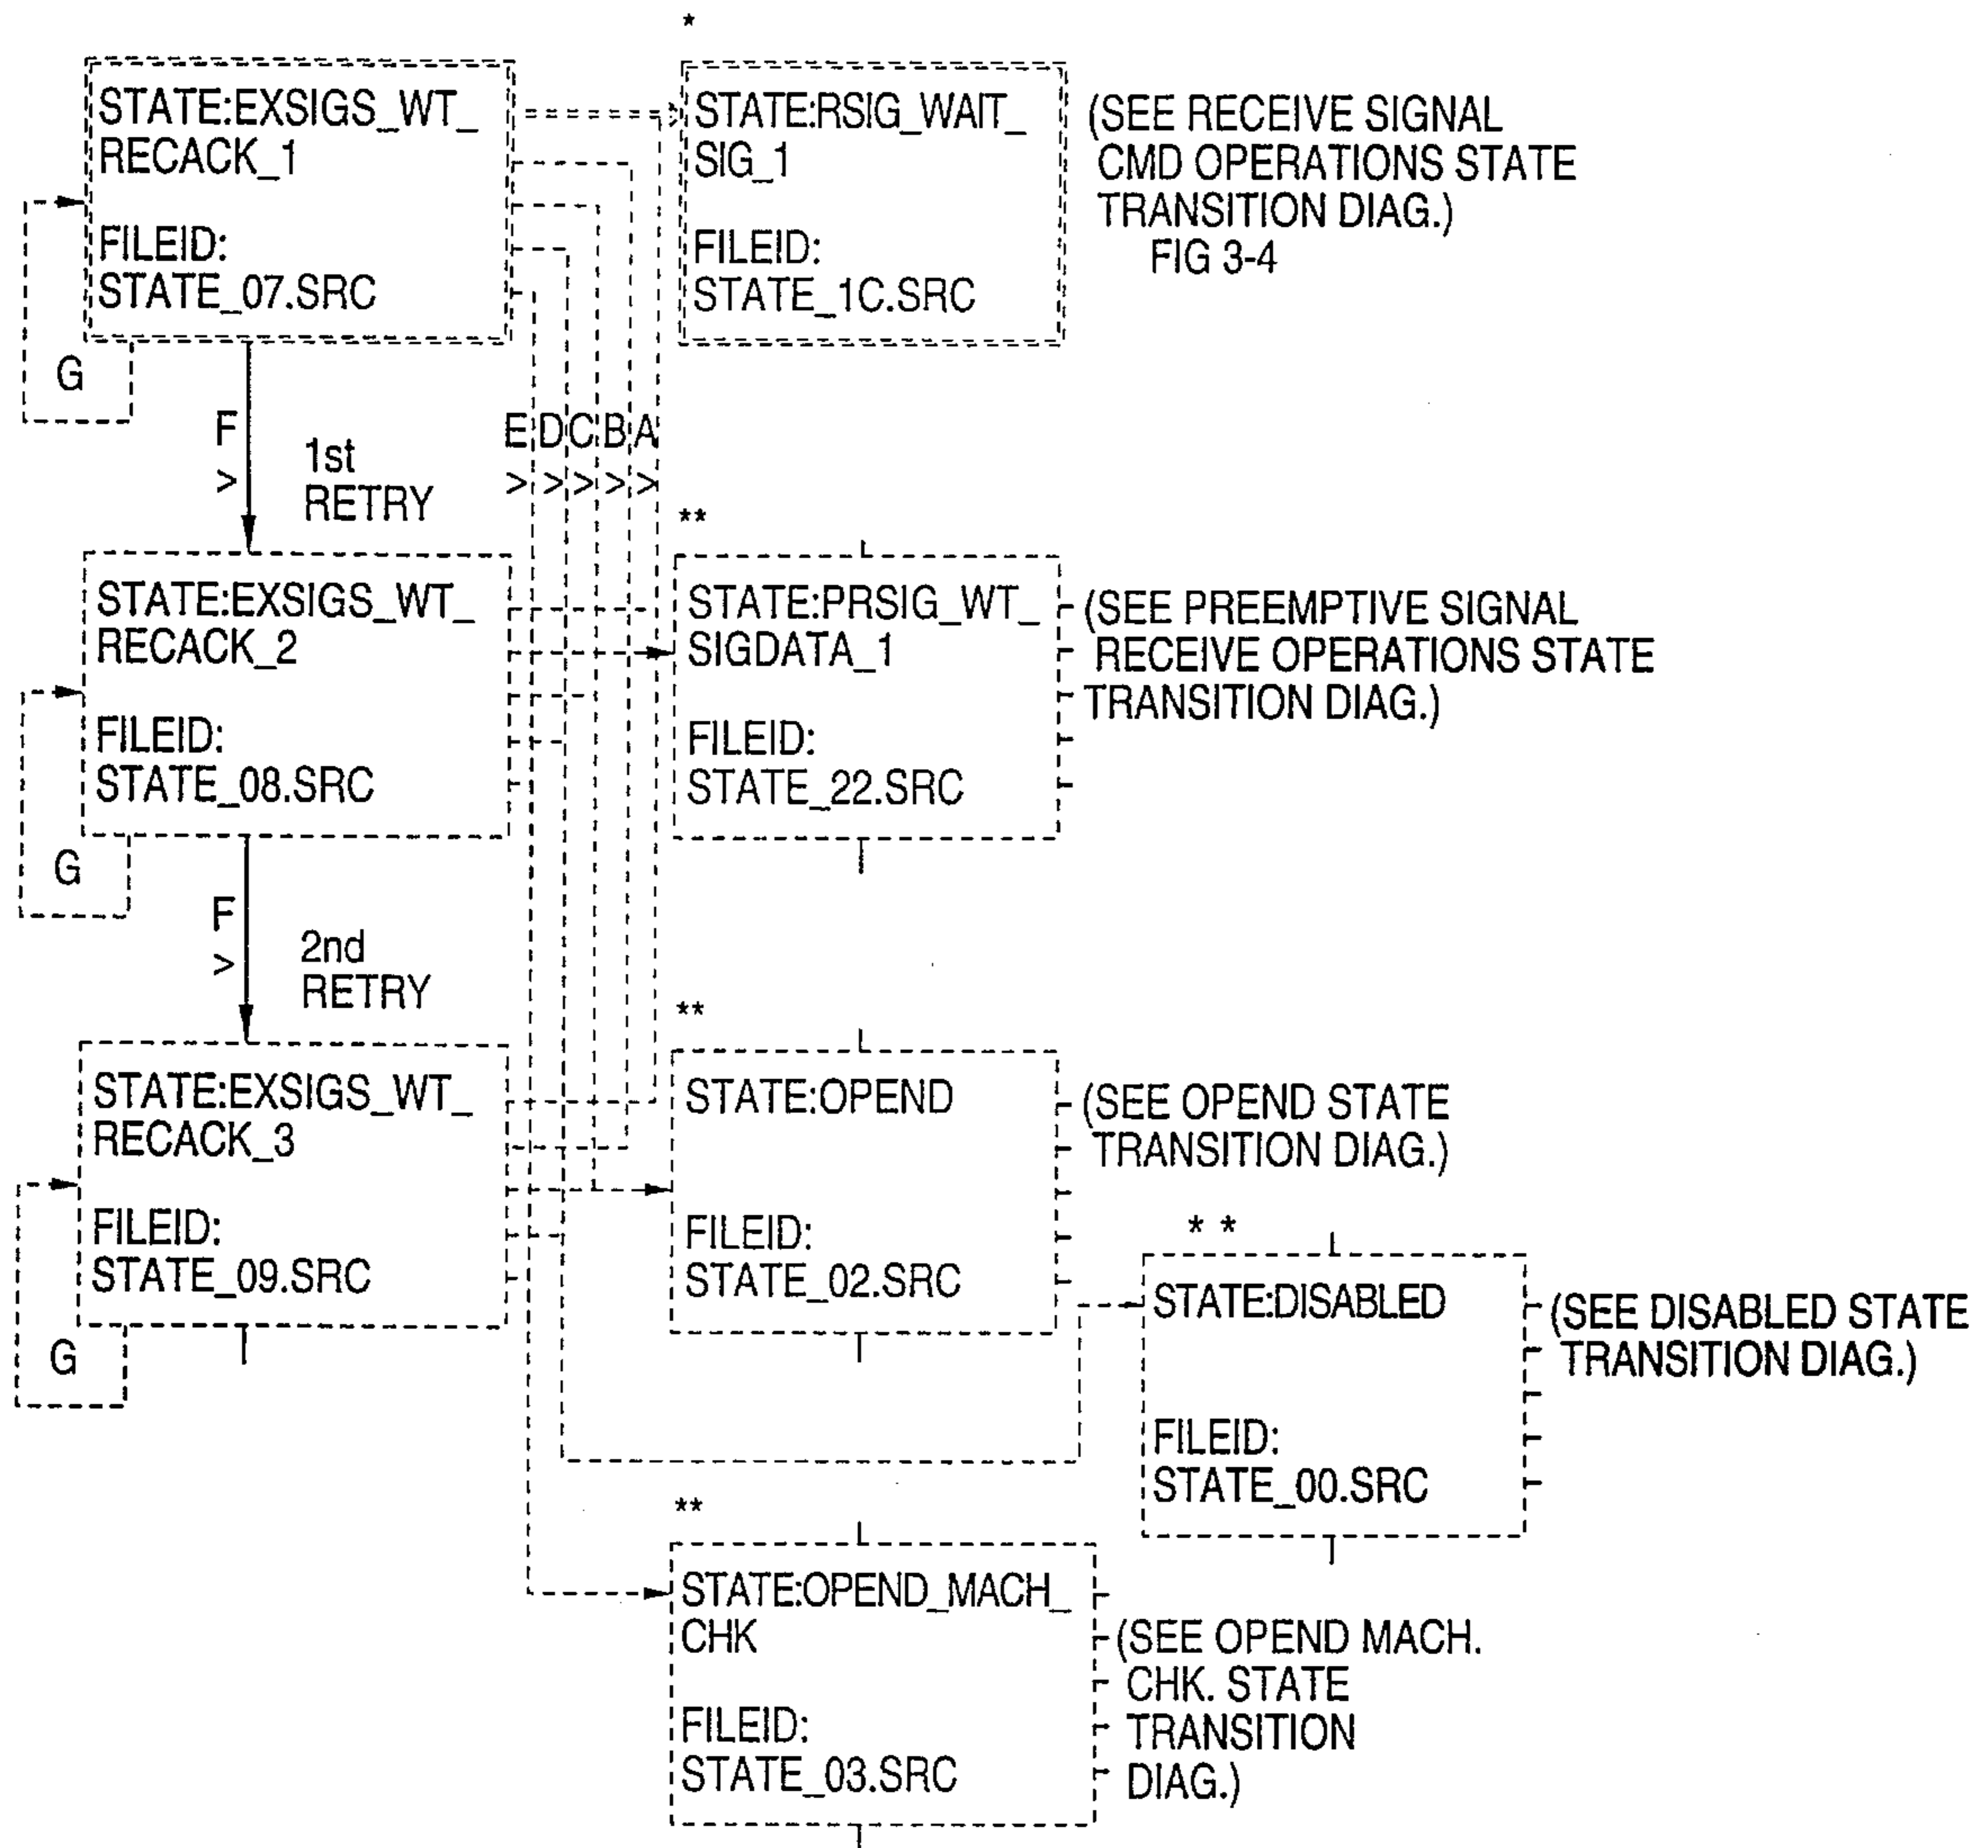 *
STATE:EXSIGS_WT_
RECACK_1
FILEID:
STATE_07.SRC
STATE:RSIG_WAIT_
SIG_1
FILEID:
STATE_1C.SRC
(SEE RECEIVE SIGNAL
CMD OPERATIONS STATE
TRANSITION DIAG.)
FIG 3-4
G
F
>
1st
RETRY
E D C B A
> > > > >
**
STATE:EXSIGS_WT_
RECACK_2
FILEID:
STATE_08.SRC
STATE:PRSIG_WT_
SIGDATA_1
FILEID:
STATE_22.SRC
(SEE PREEMPTIVE SIGNAL
RECEIVE OPERATIONS STATE
TRANSITION DIAG.)
G
F
>
2nd
RETRY
**
STATE:EXSIGS_WT_
RECACK_3
FILEID:
STATE_09.SRC
STATE:OPEND
FILEID:
STATE_02.SRC
(SEE OPEND STATE
TRANSITION DIAG.)
G
* *
STATE:DISABLED
FILEID:
STATE_00.SRC
(SEE DISABLED STATE
TRANSITION DIAG.)
**
STATE:OPEND_MACH_
CHK
FILEID:
STATE_03.SRC
(SEE OPEND MACH.
CHK. STATE
TRANSITION
DIAG.)